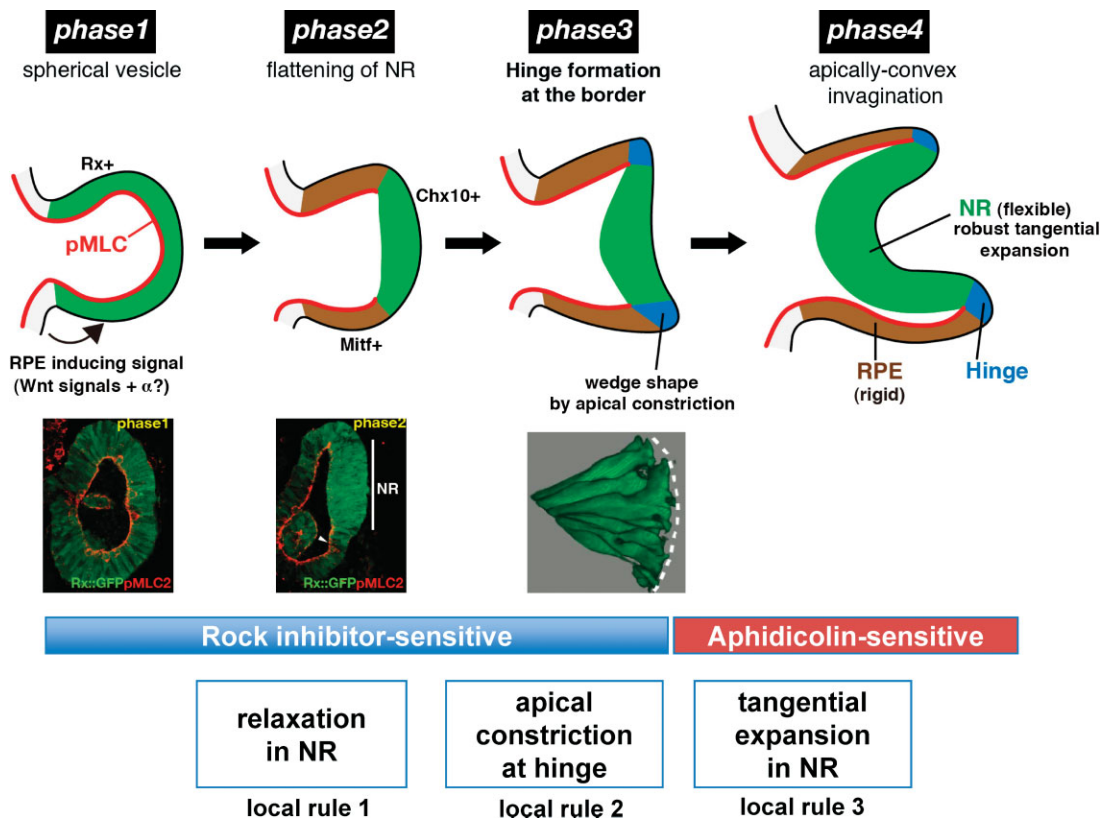 phase1
spherical vesicle
phase2
flattening of NR
phase3
Hinge formation
at the border
phase4
apically-convex
invagination
Rx+
pMLC
RPE inducing signal
(Wnt signals + α?)
Chx10+
Mitf+
wedge shape
by apical constriction
NR (flexible)
robust tangential
expansion
RPE
(rigid)
Hinge
phase1
Rx::GFPpMLC2
phase2
NR
Rx::GFPpMLC2
Rock inhibitor-sensitive
Aphidicolin-sensitive
relaxation
in NR
local rule 1
apical
constriction
at hinge
local rule 2
tangential
expansion
in NR
local rule 3